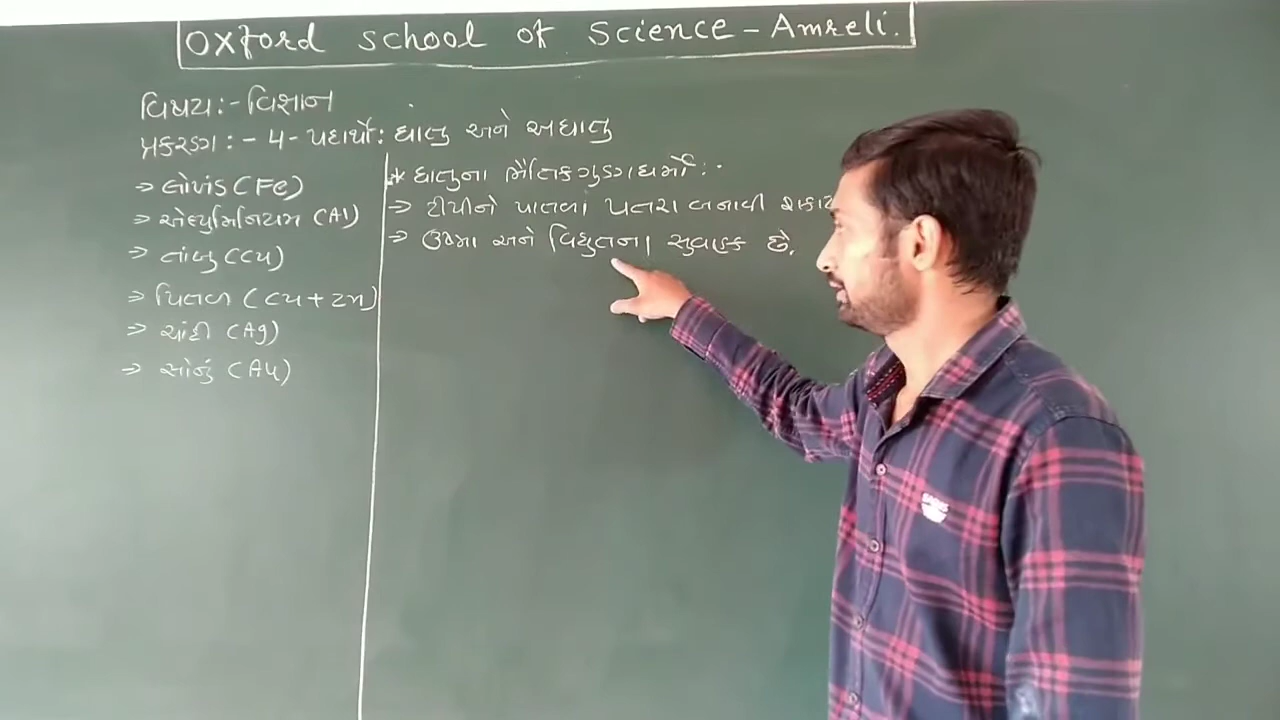 Oxford school of Science - Amreli.
વિષય :- વિજ્ઞાન
પ્રકરણ :- 4 - પદાર્થો : ધાતુ અને અધાતુ
→ લોખંડ (Fe)
→ એલ્યુમિનિયમ (Al)
→ તાંબુ (Cu)
→ પિતળ (Cu + Zn)
→ ચાંદી (Ag)
→ સોનું (Au)
* ધાતુના ભૌતિક ગુણધર્મો :-
→ ટીપીને પાતળાં પતરા બનાવી શકાય
→ ઉષ્મા અને વિદ્યુતના સુવાહક છે.